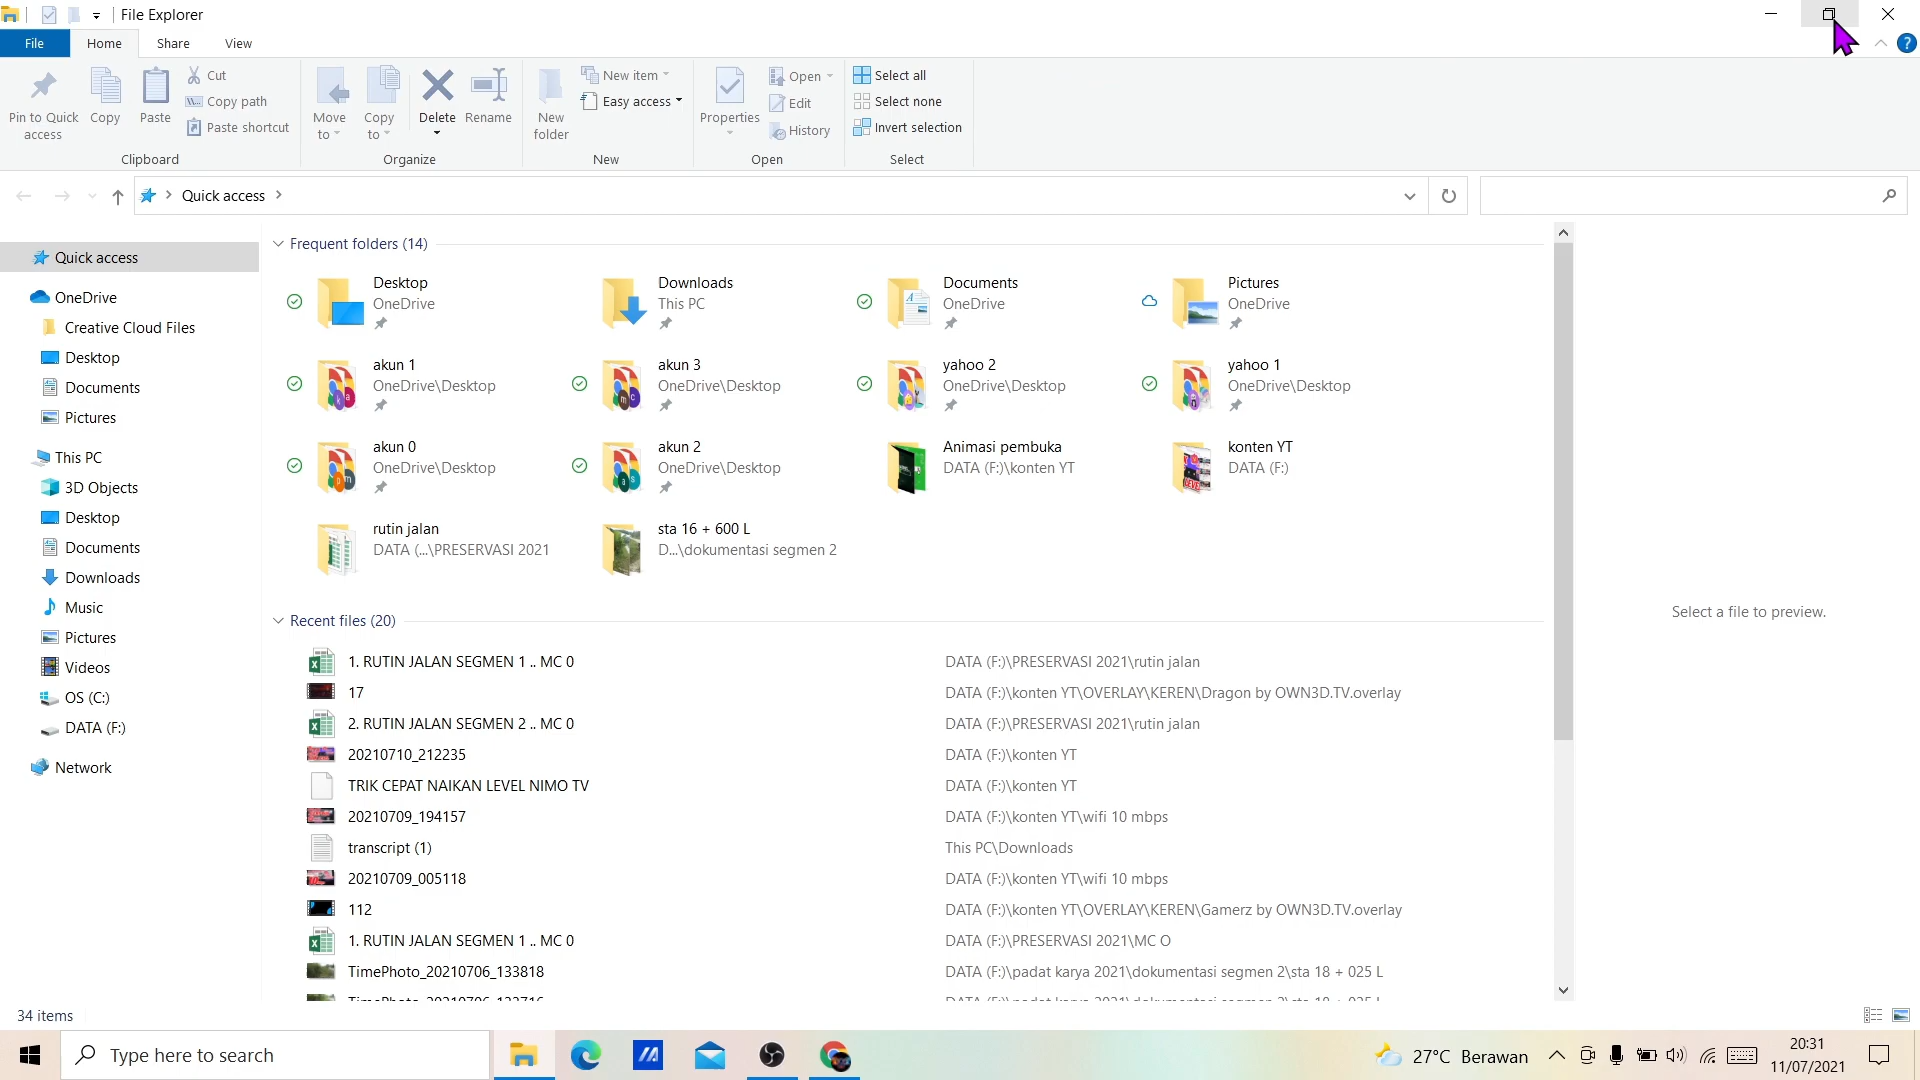 File Explorer
File Home Share View
Pin to Quick access
Copy
Paste
Cut
Copy path
Paste shortcut
Clipboard
Move to
Copy to
Delete
Rename
Organize
New folder
New item
Easy access
New
Properties
Open
Edit
History
Open
Select all
Select none
Invert selection
Select
Quick access
Quick access
OneDrive
Creative Cloud Files
Desktop
Documents
Pictures
This PC
3D Objects
Desktop
Documents
Downloads
Music
Pictures
Videos
OS (C:)
DATA (F:)
Network
Frequent folders (14)
Desktop
OneDrive
Downloads
This PC
Documents
OneDrive
Pictures
OneDrive
akun 1
OneDrive\Desktop
akun 3
OneDrive\Desktop
yahoo 2
OneDrive\Desktop
yahoo 1
OneDrive\Desktop
akun 0
OneDrive\Desktop
akun 2
OneDrive\Desktop
Animasi pembuka
DATA (F:)\konten YT
konten YT
DATA (F:)
rutin jalan
DATA (...\PRESERVASI 2021
sta 16 + 600 L
D...\dokumentasi segmen 2
Recent files (20)
1. RUTIN JALAN SEGMEN 1 .. MC 0 DATA (F:)\PRESERVASI 2021\rutin jalan
17 DATA (F:)\konten YT\OVERLAY\KEREN\Dragon by OWN3D.TV.overlay
2. RUTIN JALAN SEGMEN 2 .. MC 0 DATA (F:)\PRESERVASI 2021\rutin jalan
20210710_212235 DATA (F:)\konten YT
TRIK CEPAT NAIKAN LEVEL NIMO TV DATA (F:)\konten YT
20210709_194157 DATA (F:)\konten YT\wifi 10 mbps
transcript (1) This PC\Downloads
20210709_005118 DATA (F:)\konten YT\wifi 10 mbps
112 DATA (F:)\konten YT\OVERLAY\KEREN\Gamerz by OWN3D.TV.overlay
1. RUTIN JALAN SEGMEN 1 .. MC 0 DATA (F:)\PRESERVASI 2021\MC O
TimePhoto_20210706_133818 DATA (F:)\padat karya 2021\dokumentasi segmen 2\sta 18 + 025 L
Select a file to preview.
34 items
Type here to search
27°C Berawan
20:31
11/07/2021